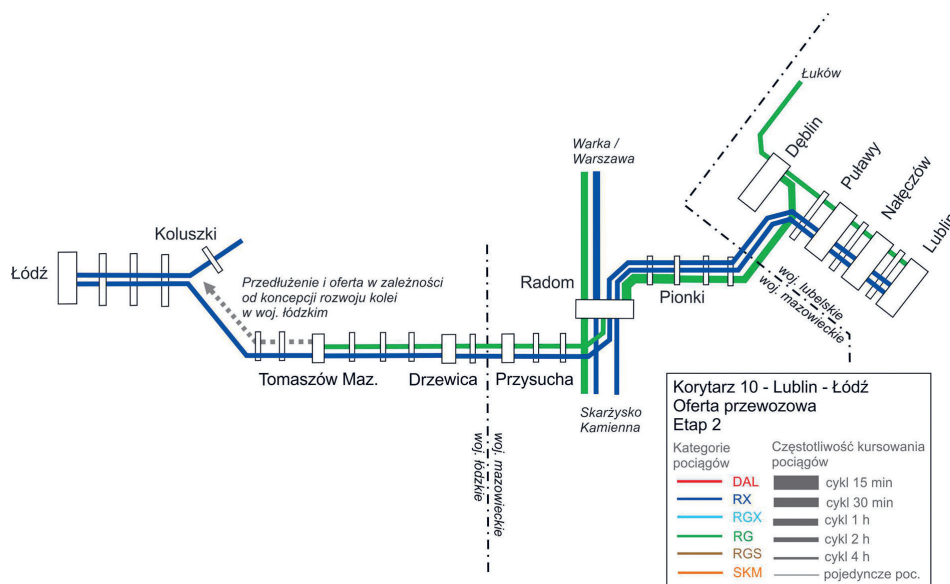 Łuków
Dęblin
Puławy
Nałęczów
Lublin
Warka /
Warszawa
Koluszki
Łódź
Przedłużenie i oferta w zależności
od koncepcji rozwoju kolei
w woj. łódzkim
Radom
Pionki
woj. lubelskie
woj. mazowieckie
Tomaszów Maz.
Drzewica
Przysucha
Skarżysko
Kamienna
woj. łódzkie
woj. mazowieckie
Korytarz 10 - Lublin - Łódź
Oferta przewozowa
Etap 2
Kategorie
pociągów
Częstotliwość kursowania
pociągów
DAL
cykl 15 min
RX
cykl 30 min
RGX
cykl 1 h
RG
cykl 2 h
RGS
cykl 4 h
SKM
pojedyncze poc.